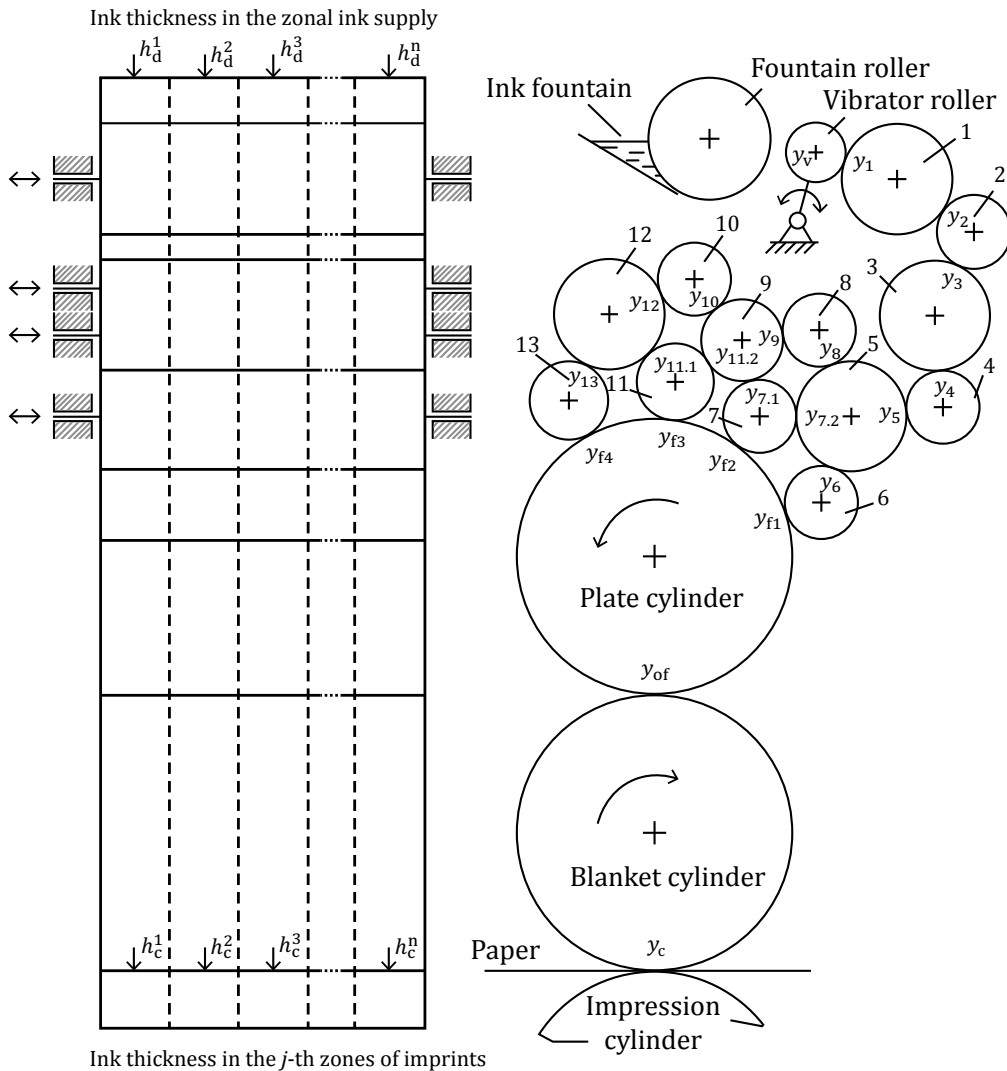 Ink thickness in the zonal ink supply
h_d^1 h_d^2 h_d^3 h_d^n
Fountain roller
Ink fountain
Vibrator roller
1
y_v
y_1
2
y_2
12
10
3
y_3
9
8
y_10
y_12
y_9
y_8
5
13
y_13
y_11.1
y_11.2
4
11
y_4
y_7.1
7
y_7.2
y_5
y_f3
y_f4
y_f2
y_6
6
y_f1
Plate cylinder
y_of
Blanket cylinder
h_c^1 h_c^2 h_c^3 h_c^n
Paper
y_c
Impression
cylinder
Ink thickness in the j-th zones of imprints